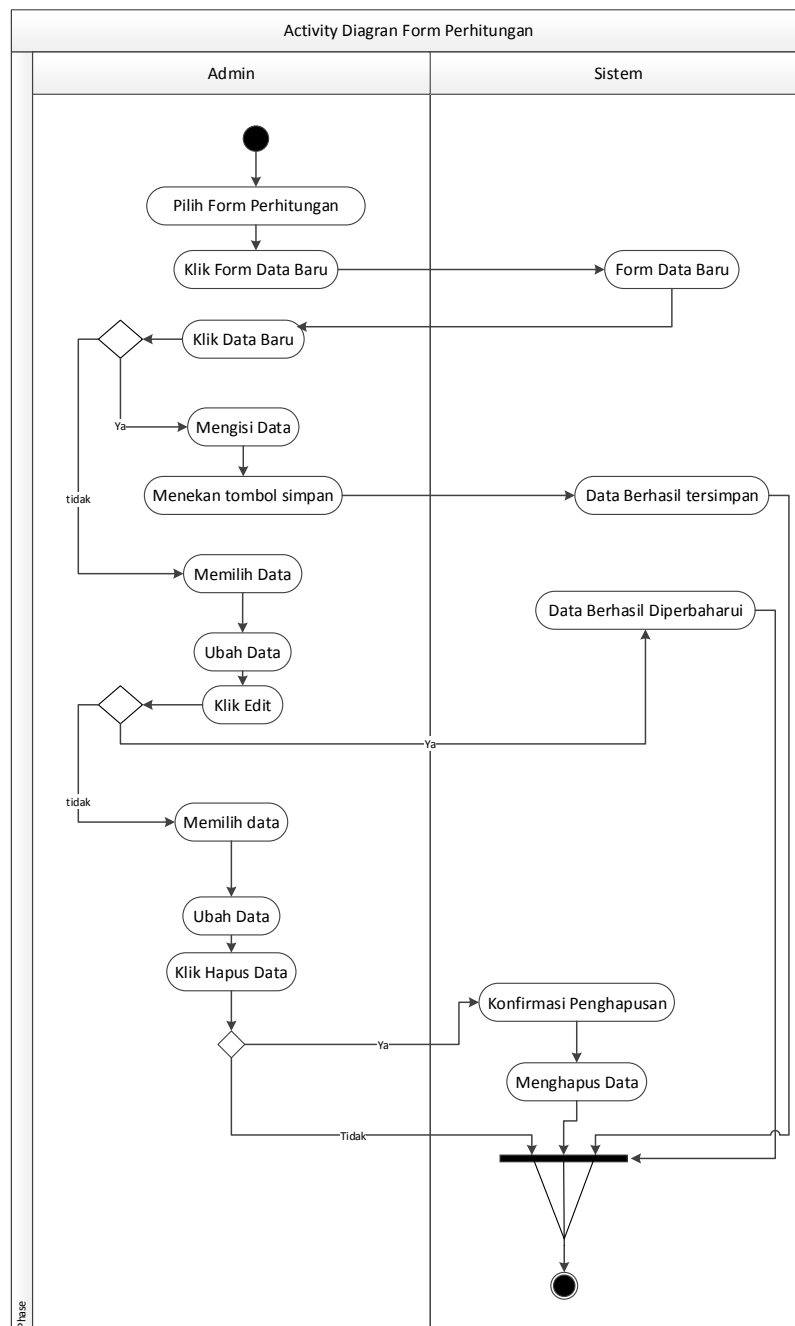 Activity Diagran Form Perhitungan
Admin
Sistem
Pilih Form Perhitungan
Klik Form Data Baru
Form Data Baru
Klik Data Baru
Ya
Mengisi Data
tidak
Menekan tombol simpan
Data Berhasil tersimpan
Memilih Data
Data Berhasil Diperbaharui
Ubah Data
Klik Edit
Ya
tidak
Memilih data
Ubah Data
Klik Hapus Data
Konfirmasi Penghapusan
Ya
Menghapus Data
Tidak
Phase